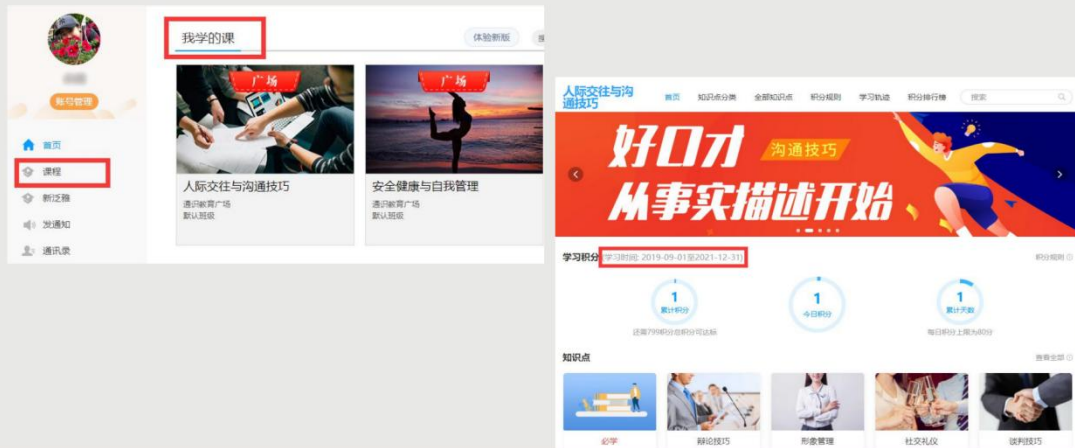 我学的课
体验新版
账号管理
首页
课程
新泛雅
发通知
通讯录
广场
广场
人际交往与沟通技巧
通识教育广场
默认班级
安全健康与自我管理
通识教育广场
默认班级
人际交往与沟
通技巧
首页
知识点分类
全部知识点
积分规则
学习轨迹
积分排行榜
搜索
好口才
沟通技巧
从事实描述开始
学习积分(学习时间: 2019-09-01至2021-12-31)
积分规则
1
累计积分
还需799积分总积分可达标
1
今日积分
1
累计天数
每日积分上限为80分
知识点
查看全部
必学
辩论技巧
形象管理
社交礼仪
谈判技巧